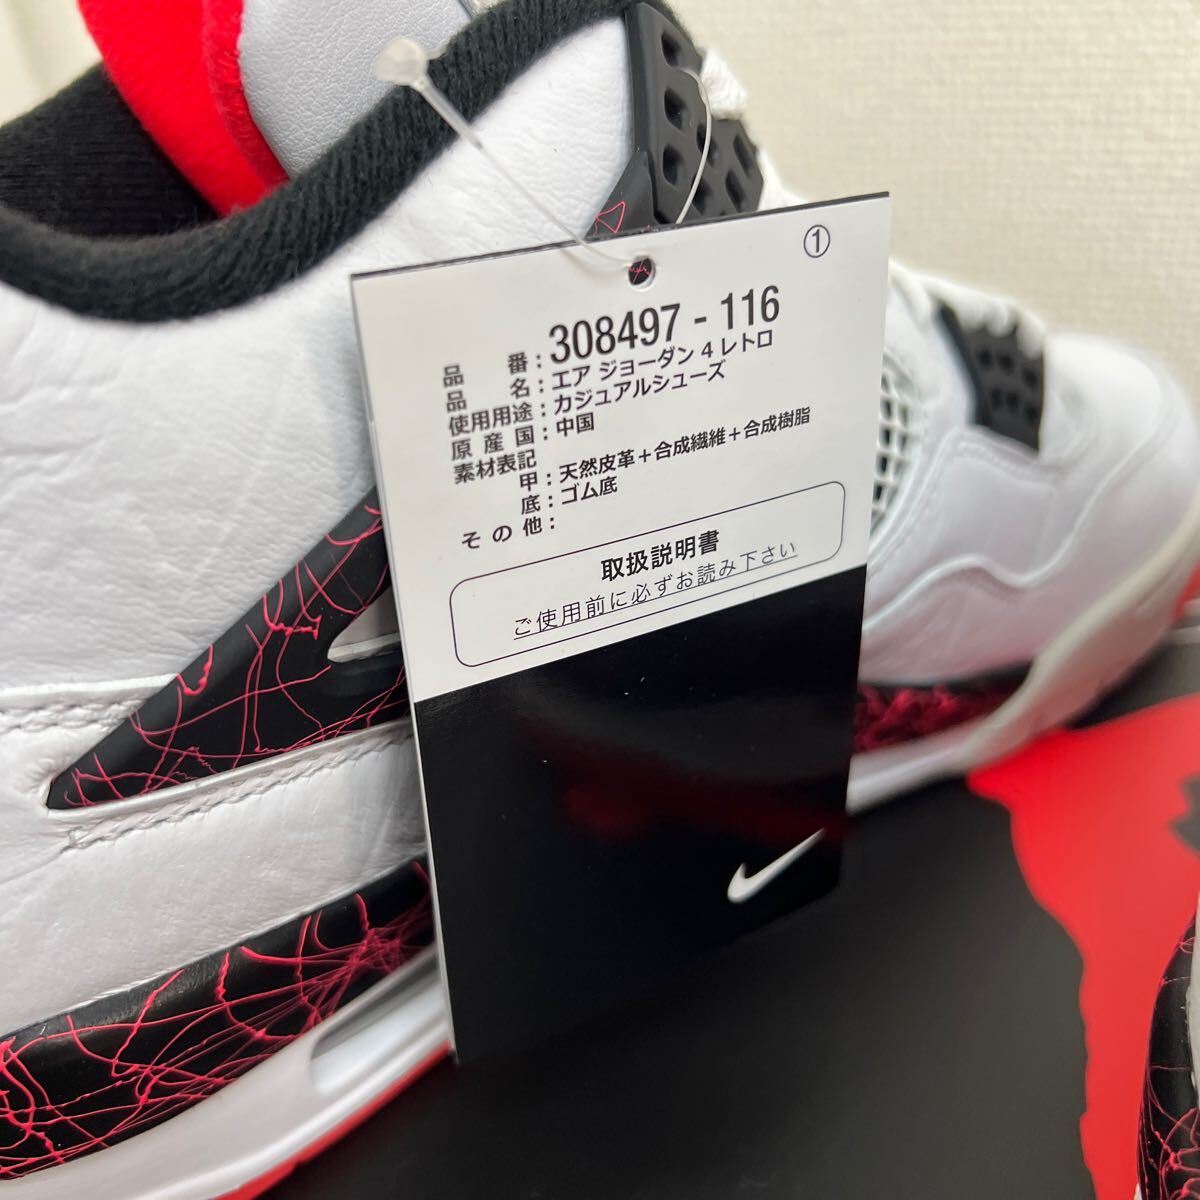 ①
品番:308497-116
品名:エア ジョーダン 4 レトロ
使用用途:カジュアルシューズ
原産国:中国
素材表記
甲:天然皮革+合成繊維+合成樹脂
底:ゴム底
その他:
取扱説明書
ご使用前に必ずお読み下さい